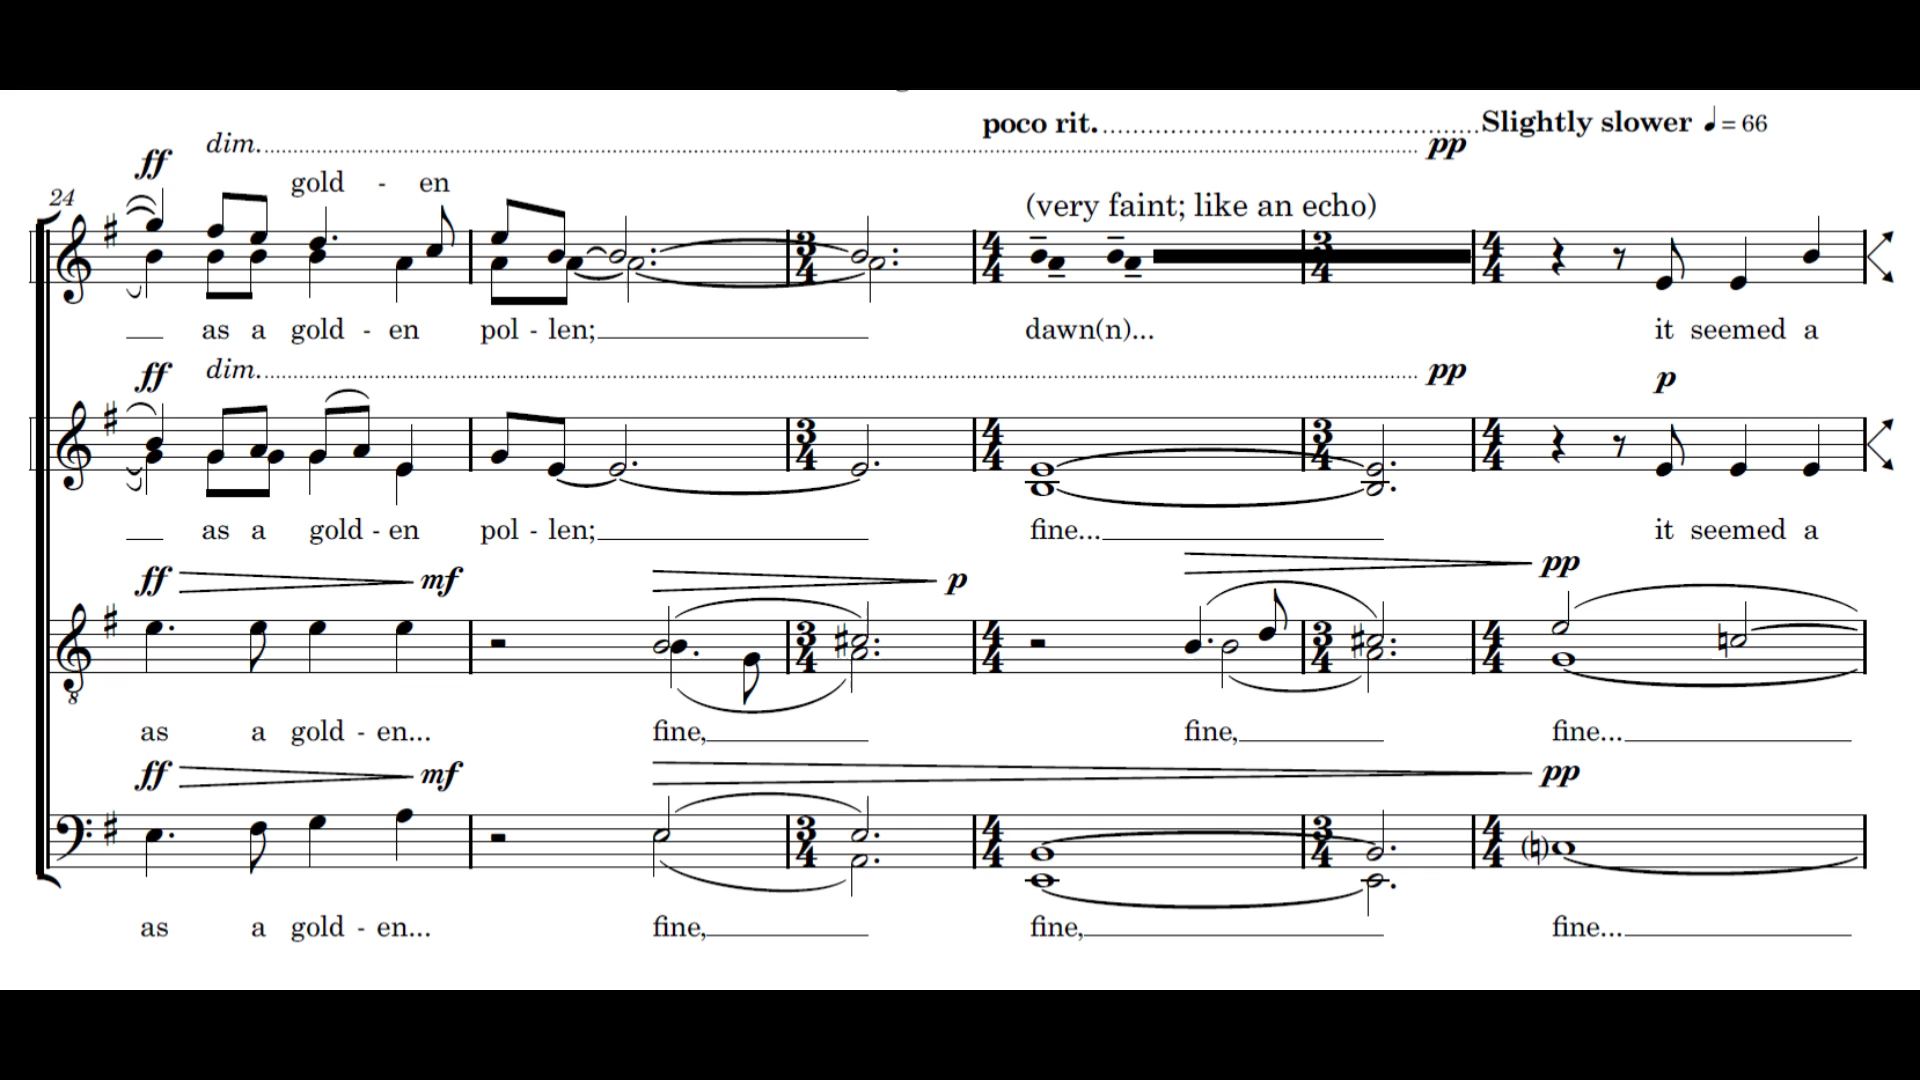 poco rit. Slightly slower ♩= 66
ff dim. pp
gold - en
24
(very faint; like an echo)
as a gold - en pol - len; dawn(n)... it seemed a
ff dim. pp p
as a gold - en pol - len; fine... it seemed a
ff mf p pp
as a gold - en... fine, fine, fine...
ff mf pp
as a gold - en... fine, fine, fine...